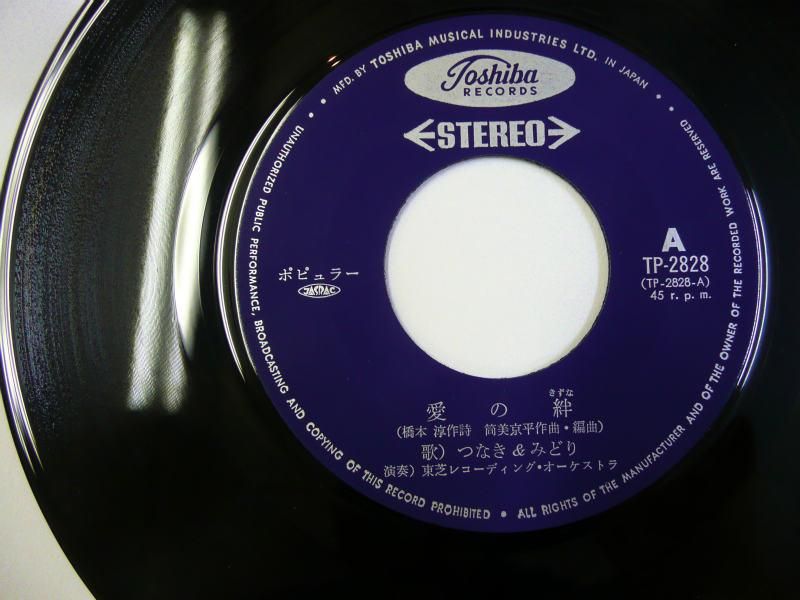 MFD. BY TOSHIBA MUSICAL INDUSTRIES LTD. IN JAPAN
Toshiba
RECORDS
STEREO
A
TP-2828
(TP-2828-A)
45 r.p.m.
ポピュラー
JASRAC
愛の絆
きずな
(橋本 淳作詩 筒美京平作曲・編曲)
歌) つなき&みどり
演奏) 東芝レコーディング・オーケストラ
UNAUTHORIZED PUBLIC PERFORMANCE, BROADCASTING AND COPYING OF THIS RECORD PROHIBITED • ALL RIGHTS OF THE MANUFACTURER AND OF THE OWNER OF THE RECORDED WORK ARE RESERVED